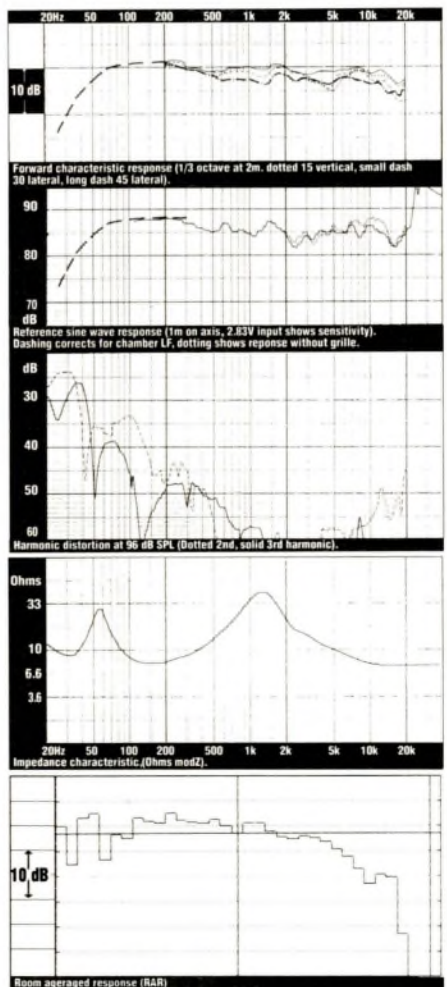 20Hz 50 100 200 500 1k 2k 5k 10k 20k
10 dB
Forward characteristic response (1/3 octave at 2m. dotted 15 vertical, small dash
30 lateral, long dash 45 lateral).
90
80
70
dB
Reference sine wave response (1m on axis, 2.83V input shows sensitivity).
Dashing corrects for chamber LF, dotting shows reponse without grille.
dB
30
40
50
60
Harmonic distortion at 96 dB SPL (Dotted 2nd, solid 3rd harmonic).
Ohms
33
10
6.6
3.6
20Hz 50 100 200 500 1k 2k 5k 10k 20k
Impedance characteristic,(Ohms modZ).
10 dB
Room ageraged response (RAR)